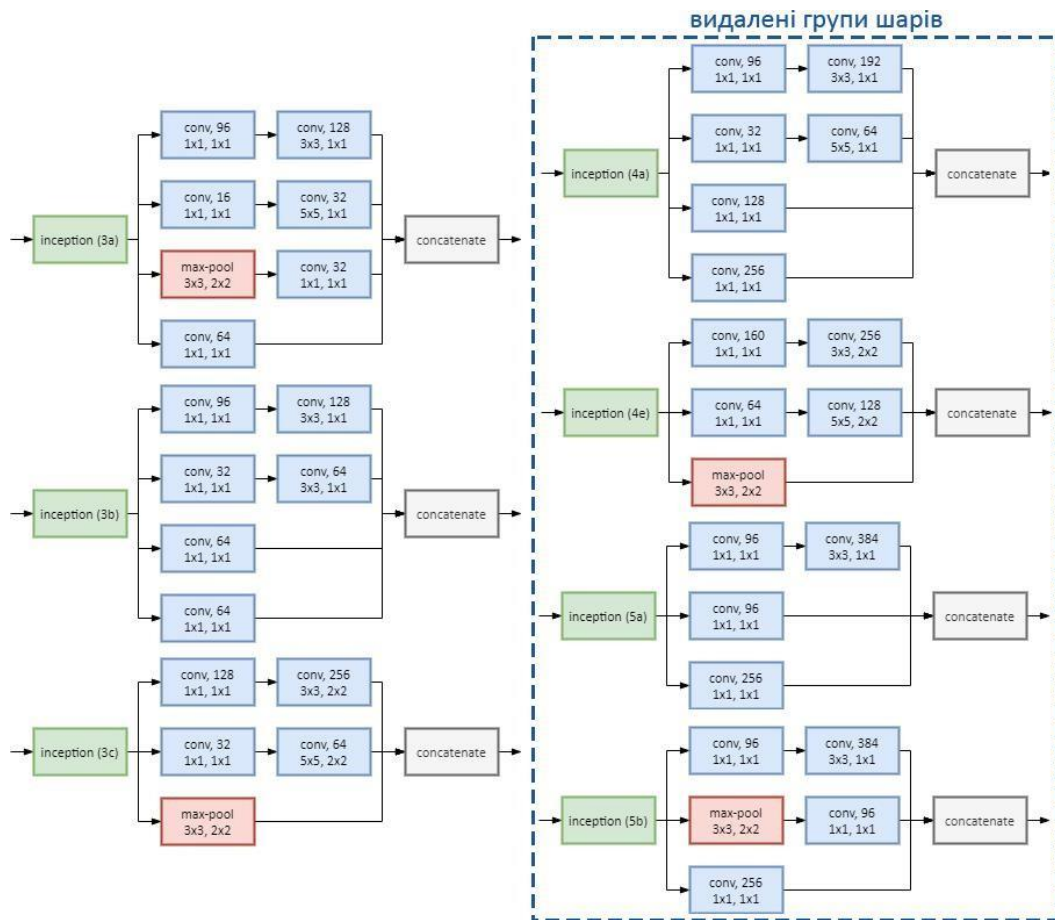 видалені групи шарів
inception (3a)
conv, 96
1x1, 1x1
conv, 128
3x3, 1x1
conv, 16
1x1, 1x1
conv, 32
5x5, 1x1
max-pool
3x3, 2x2
conv, 32
1x1, 1x1
conv, 64
1x1, 1x1
concatenate
inception (3b)
conv, 96
1x1, 1x1
conv, 128
3x3, 1x1
conv, 32
1x1, 1x1
conv, 64
3x3, 1x1
conv, 64
1x1, 1x1
conv, 64
1x1, 1x1
concatenate
inception (3c)
conv, 128
1x1, 1x1
conv, 256
3x3, 2x2
conv, 32
1x1, 1x1
conv, 64
5x5, 2x2
max-pool
3x3, 2x2
concatenate
inception (4a)
conv, 96
1x1, 1x1
conv, 192
3x3, 1x1
conv, 32
1x1, 1x1
conv, 64
5x5, 1x1
conv, 128
1x1, 1x1
conv, 256
1x1, 1x1
concatenate
inception (4e)
conv, 160
1x1, 1x1
conv, 256
3x3, 2x2
conv, 64
1x1, 1x1
conv, 128
5x5, 2x2
max-pool
3x3, 2x2
concatenate
inception (5a)
conv, 96
1x1, 1x1
conv, 384
3x3, 1x1
conv, 96
1x1, 1x1
conv, 256
1x1, 1x1
concatenate
inception (5b)
conv, 96
1x1, 1x1
conv, 384
3x3, 1x1
max-pool
3x3, 2x2
conv, 96
1x1, 1x1
conv, 256
1x1, 1x1
concatenate